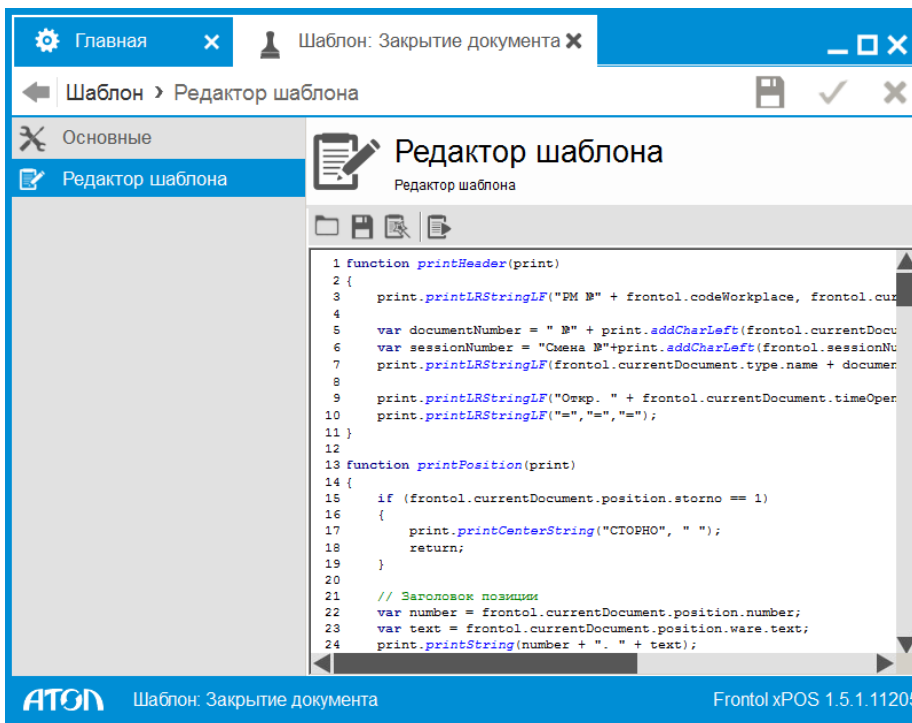 Главная
Шаблон: Закрытие документа
Шаблон › Редактор шаблона
Основные
Редактор шаблона
Редактор шаблона
Редактор шаблона
1 function printHeader(print)
2 {
3 print.printLRStringLF("РМ №" + frontol.codeWorkplace, frontol.cur
4
5 var documentNumber = " №" + print.addCharLeft(frontol.currentDocu
6 var sessionNumber = "Смена №"+print.addCharLeft(frontol.sessionNu
7 print.printLRStringLF(frontol.currentDocument.type.name + documen
8
9 print.printLRStringLF("Откр. " + frontol.currentDocument.timeOpen
10 print.printLRStringLF("=","=","=");
11 }
12
13 function printPosition(print)
14 {
15 if (frontol.currentDocument.position.storno == 1)
16 {
17 print.printCenterString("СТОРНО", " ");
18 return;
19 }
20
21 // Заголовок позиции
22 var number = frontol.currentDocument.position.number;
23 var text = frontol.currentDocument.position.ware.text;
24 print.printString(number + ". " + text);
АТОЛ Шаблон: Закрытие документа Frontol xPOS 1.5.1.11205